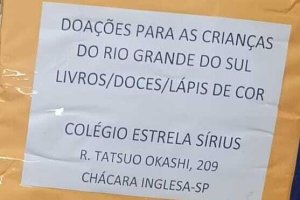 DOAÇÕES PARA AS CRIANÇAS
DO RIO GRANDE DO SUL
LIVROS/DOCES/LÁPIS DE COR
COLÉGIO ESTRELA SÍRIUS
R. TATSUO OKASHI, 209
CHÁCARA INGLESA-SP